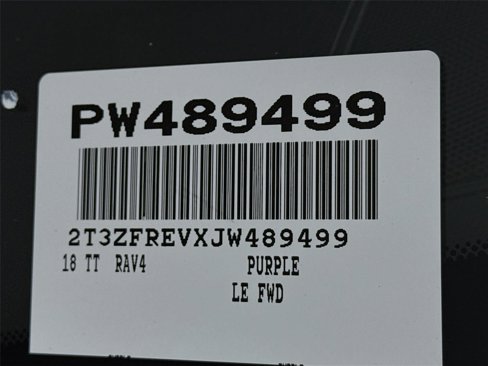 PW489499
2T3ZFREVXJW489499
18 TT RAV4 PURPLE
LE FWD